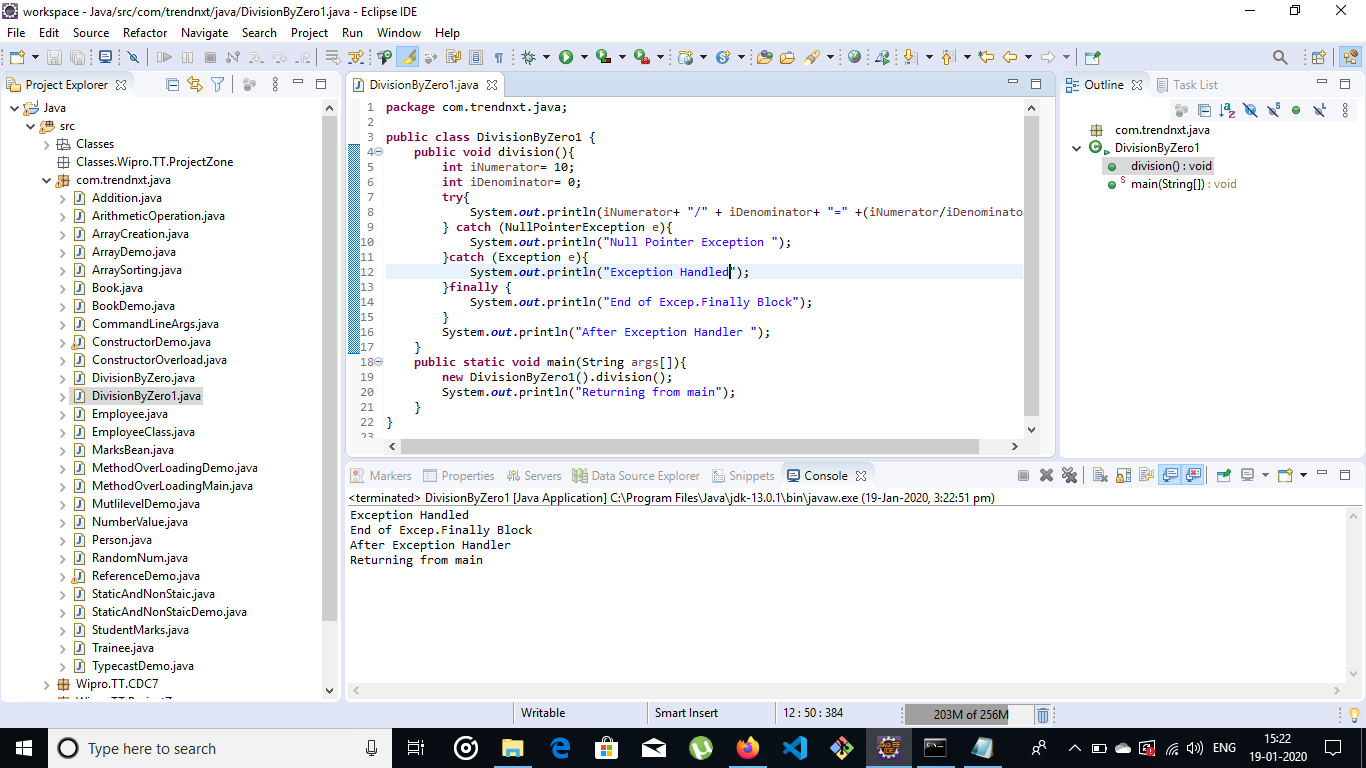 workspace - Java/src/com/trendnxt/java/DivisionByZero1.java - Eclipse IDE
File Edit Source Refactor Navigate Search Project Run Window Help
Project Explorer
Java
src
Classes
Classes.Wipro.TT.ProjectZone
com.trendnxt.java
Addition.java
ArithmeticOperation.java
ArrayCreation.java
ArrayDemo.java
ArraySorting.java
Book.java
BookDemo.java
CommandLineArgs.java
ConstructorDemo.java
ConstructorOverload.java
DivisionByZero.java
DivisionByZero1.java
Employee.java
EmployeeClass.java
MarksBean.java
MethodOverLoadingDemo.java
MethodOverLoadingMain.java
MutlilevelDemo.java
NumberValue.java
Person.java
RandomNum.java
ReferenceDemo.java
StaticAndNonStaic.java
StaticAndNonStaicDemo.java
StudentMarks.java
Trainee.java
TypecastDemo.java
Wipro.TT.CDC7
DivisionByZero1.java
1 package com.trendnxt.java;
2
3 public class DivisionByZero1 {
4 public void division(){
5 int iNumerator= 10;
6 int iDenominator= 0;
7 try{
8 System.out.println(iNumerator+ "/" + iDenominator+ "=" +(iNumerator/iDenominato
9 } catch (NullPointerException e){
10 System.out.println("Null Pointer Exception ");
11 }catch (Exception e){
12 System.out.println("Exception Handled");
13 }finally {
14 System.out.println("End of Excep.Finally Block");
15 }
16 System.out.println("After Exception Handler ");
17 }
18 public static void main(String args[]){
19 new DivisionByZero1().division();
20 System.out.println("Returning from main");
21 }
22 }
23
Outline Task List
com.trendnxt.java
DivisionByZero1
division() : void
main(String[]) : void
Markers Properties Servers Data Source Explorer Snippets Console
<terminated> DivisionByZero1 [Java Application] C:\Program Files\Java\jdk-13.0.1\bin\javaw.exe (19-Jan-2020, 3:22:51 pm)
Exception Handled
End of Excep.Finally Block
After Exception Handler
Returning from main
Writable Smart Insert 12 : 50 : 384 203M of 256M
Type here to search
ENG
15:22
19-01-2020